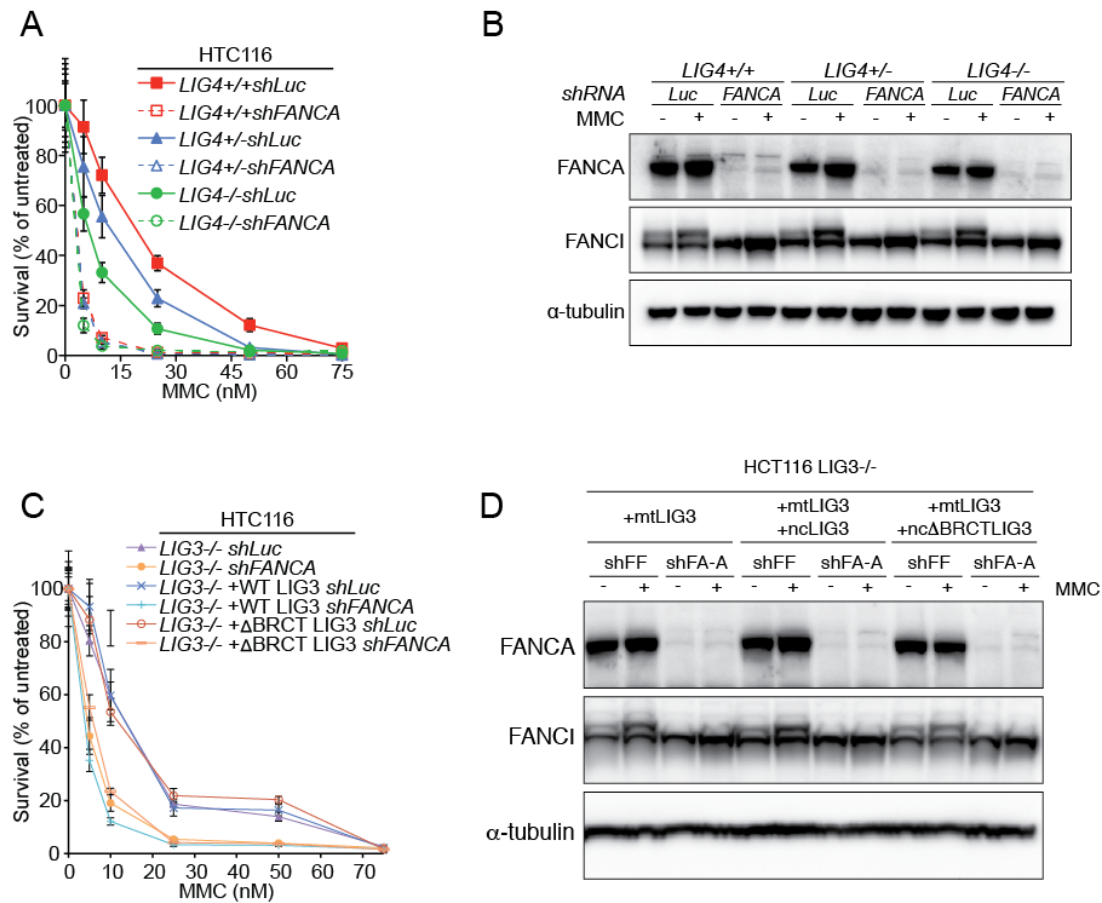 A
HTC116
LIG4+/+shLuc
LIG4+/+shFANCA
LIG4+/-shLuc
LIG4+/-shFANCA
LIG4-/-shLuc
LIG4-/-shFANCA
Survival (% of untreated)
100
80
60
40
20
0
0 15 30 45 60 75
MMC (nM)
B
LIG4+/+ LIG4+/- LIG4-/-
shRNA Luc FANCA Luc FANCA Luc FANCA
MMC - + - + - + - + - + - +
FANCA
FANCI
α-tubulin
C
HTC116
LIG3-/- shLuc
LIG3-/- shFANCA
LIG3-/- +WT LIG3 shLuc
LIG3-/- +WT LIG3 shFANCA
LIG3-/- +ΔBRCT LIG3 shLuc
LIG3-/- +ΔBRCT LIG3 shFANCA
Survival (% of untreated)
100
80
60
40
20
0
0 10 20 30 40 50 60 70
MMC (nM)
D
HCT116 LIG3-/-
+mtLIG3 +mtLIG3 +mtLIG3
+ncLIG3 +ncΔBRCTLIG3
shFF shFA-A shFF shFA-A shFF shFA-A
- + - + - + - + - + - + MMC
FANCA
FANCI
α-tubulin